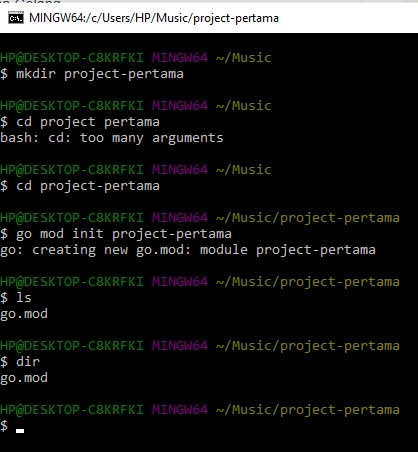 MINGW64:/c/Users/HP/Music/project-pertama
HP@DESKTOP-C8KRFKI MINGW64 ~/Music
$ mkdir project-pertama
HP@DESKTOP-C8KRFKI MINGW64 ~/Music
$ cd project pertama
bash: cd: too many arguments
HP@DESKTOP-C8KRFKI MINGW64 ~/Music
$ cd project-pertama
HP@DESKTOP-C8KRFKI MINGW64 ~/Music/project-pertama
$ go mod init project-pertama
go: creating new go.mod: module project-pertama
HP@DESKTOP-C8KRFKI MINGW64 ~/Music/project-pertama
$ ls
go.mod
HP@DESKTOP-C8KRFKI MINGW64 ~/Music/project-pertama
$ dir
go.mod
HP@DESKTOP-C8KRFKI MINGW64 ~/Music/project-pertama
$